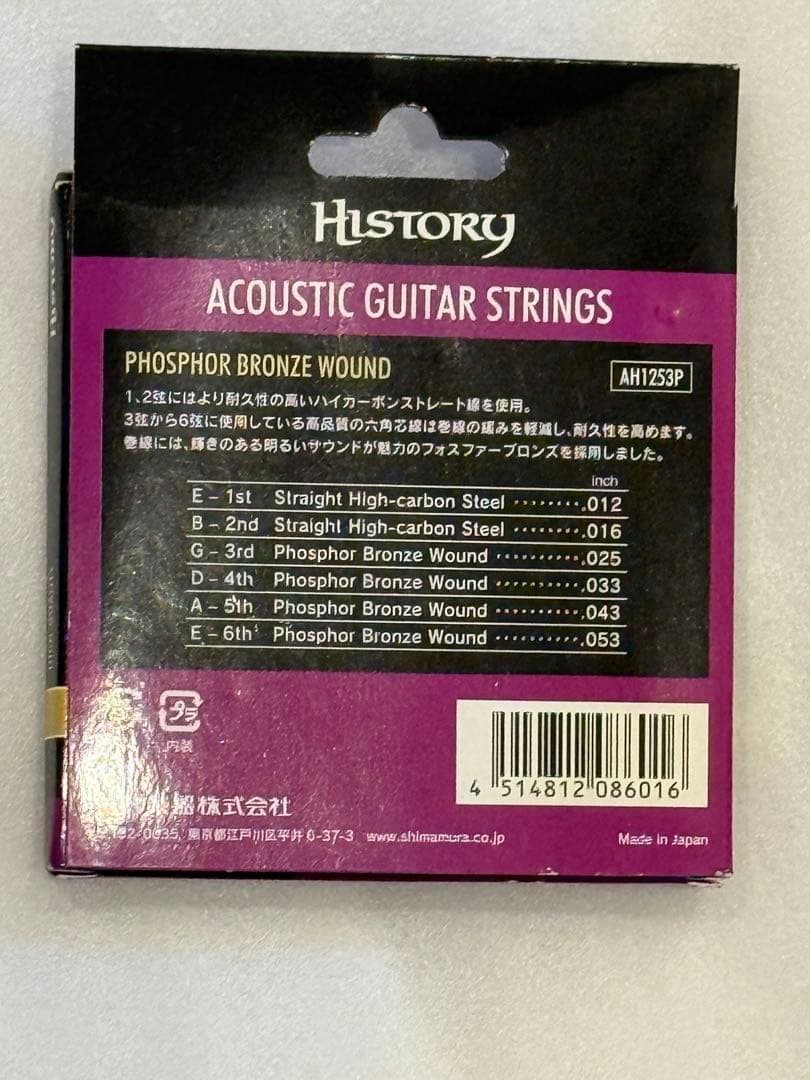 HISTORY
ACOUSTIC GUITAR STRINGS
PHOSPHOR BRONZE WOUND
AH1253P
1、2弦にはより耐久性の高いハイカーボンストレート線を使用。
3弦から6弦に使用している高品質の六角芯線は巻線の緩みを軽減し、耐久性を高めます。
巻線には、輝きのある明るいサウンドが魅力のフォスファーブロンズを採用しました。
inch
E - 1st Straight High-carbon Steel ········.012
B - 2nd Straight High-carbon Steel ········.016
G - 3rd Phosphor Bronze Wound ··········.025
D - 4th Phosphor Bronze Wound ··········.033
A - 5th Phosphor Bronze Wound ··········.043
E - 6th Phosphor Bronze Wound ··········.053
プラ
内装
4 514812 086016
株式会社
132-0035 東京都江戸川区平井 6-37-3 www.shimamura.co.jp
Made in Japan